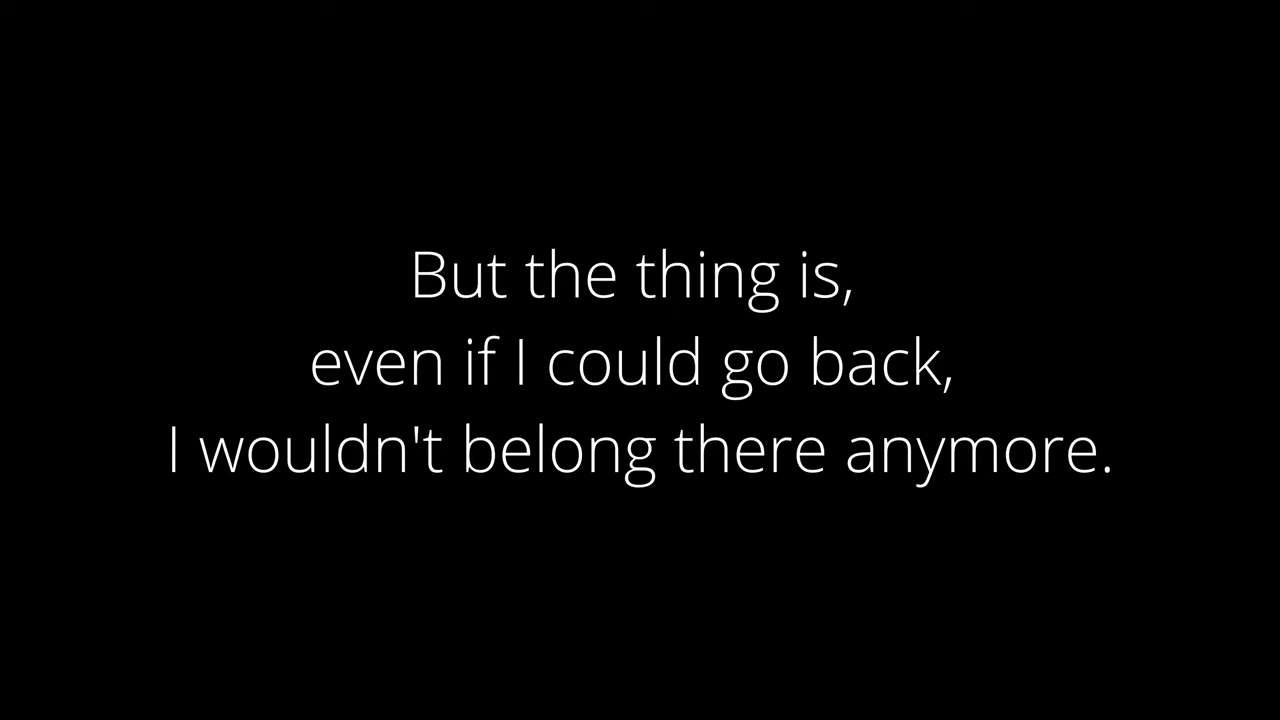 But the thing is,
even if I could go back,
I wouldn't belong there anymore.